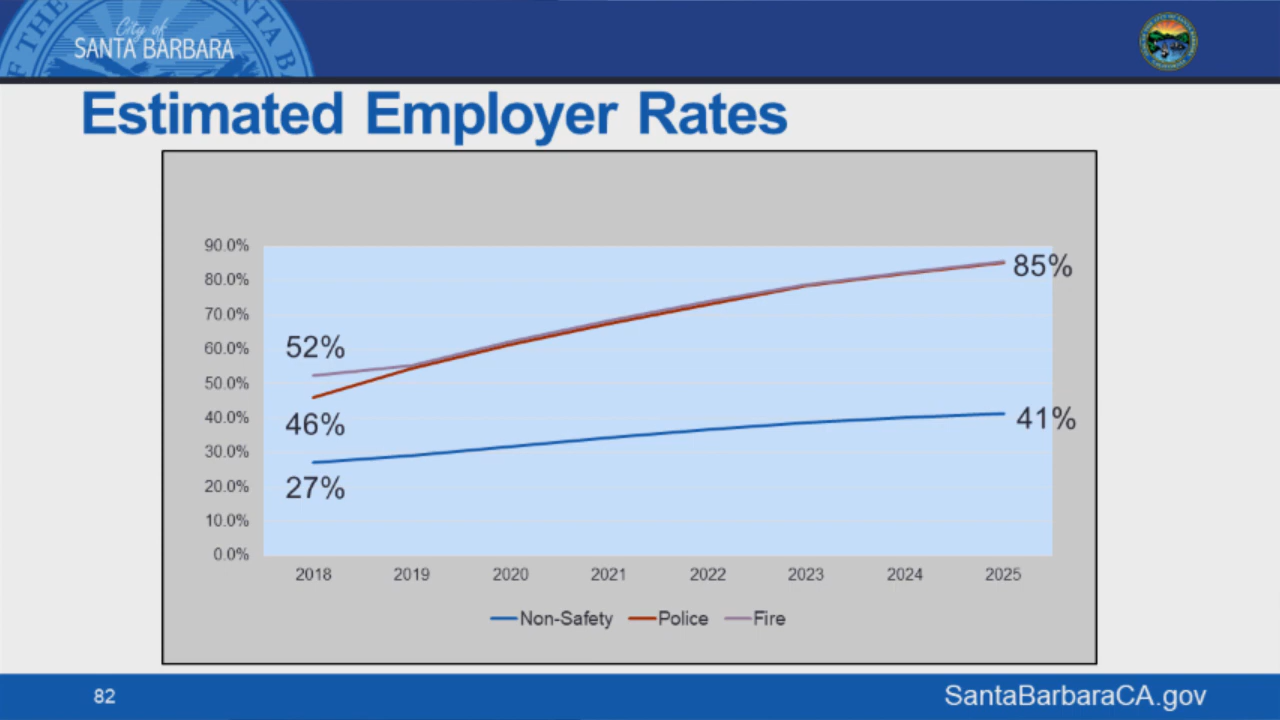 City of
SANTA BARBARA
Estimated Employer Rates
90.0%
80.0%
70.0%
60.0%
50.0%
40.0%
30.0%
20.0%
10.0%
0.0%
52%
46%
27%
85%
41%
2018 2019 2020 2021 2022 2023 2024 2025
Non-Safety Police Fire
82
SantaBarbaraCA.gov